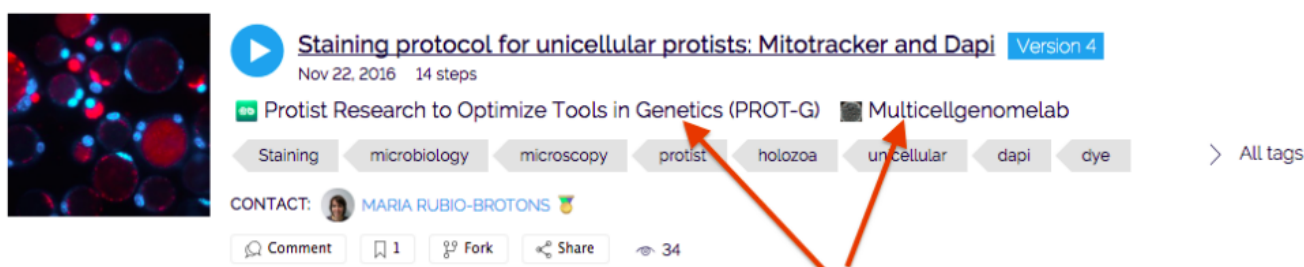 Staining protocol for unicellular protists: Mitotracker and Dapi Version 4
Nov 22, 2016 14 steps
Protist Research to Optimize Tools in Genetics (PROT-G) Multicellgenomelab
Staining microbiology microscopy protist holozoa unicellular dapi dye All tags
CONTACT: MARIA RUBIO-BROTONS
Comment 1 Fork Share 34